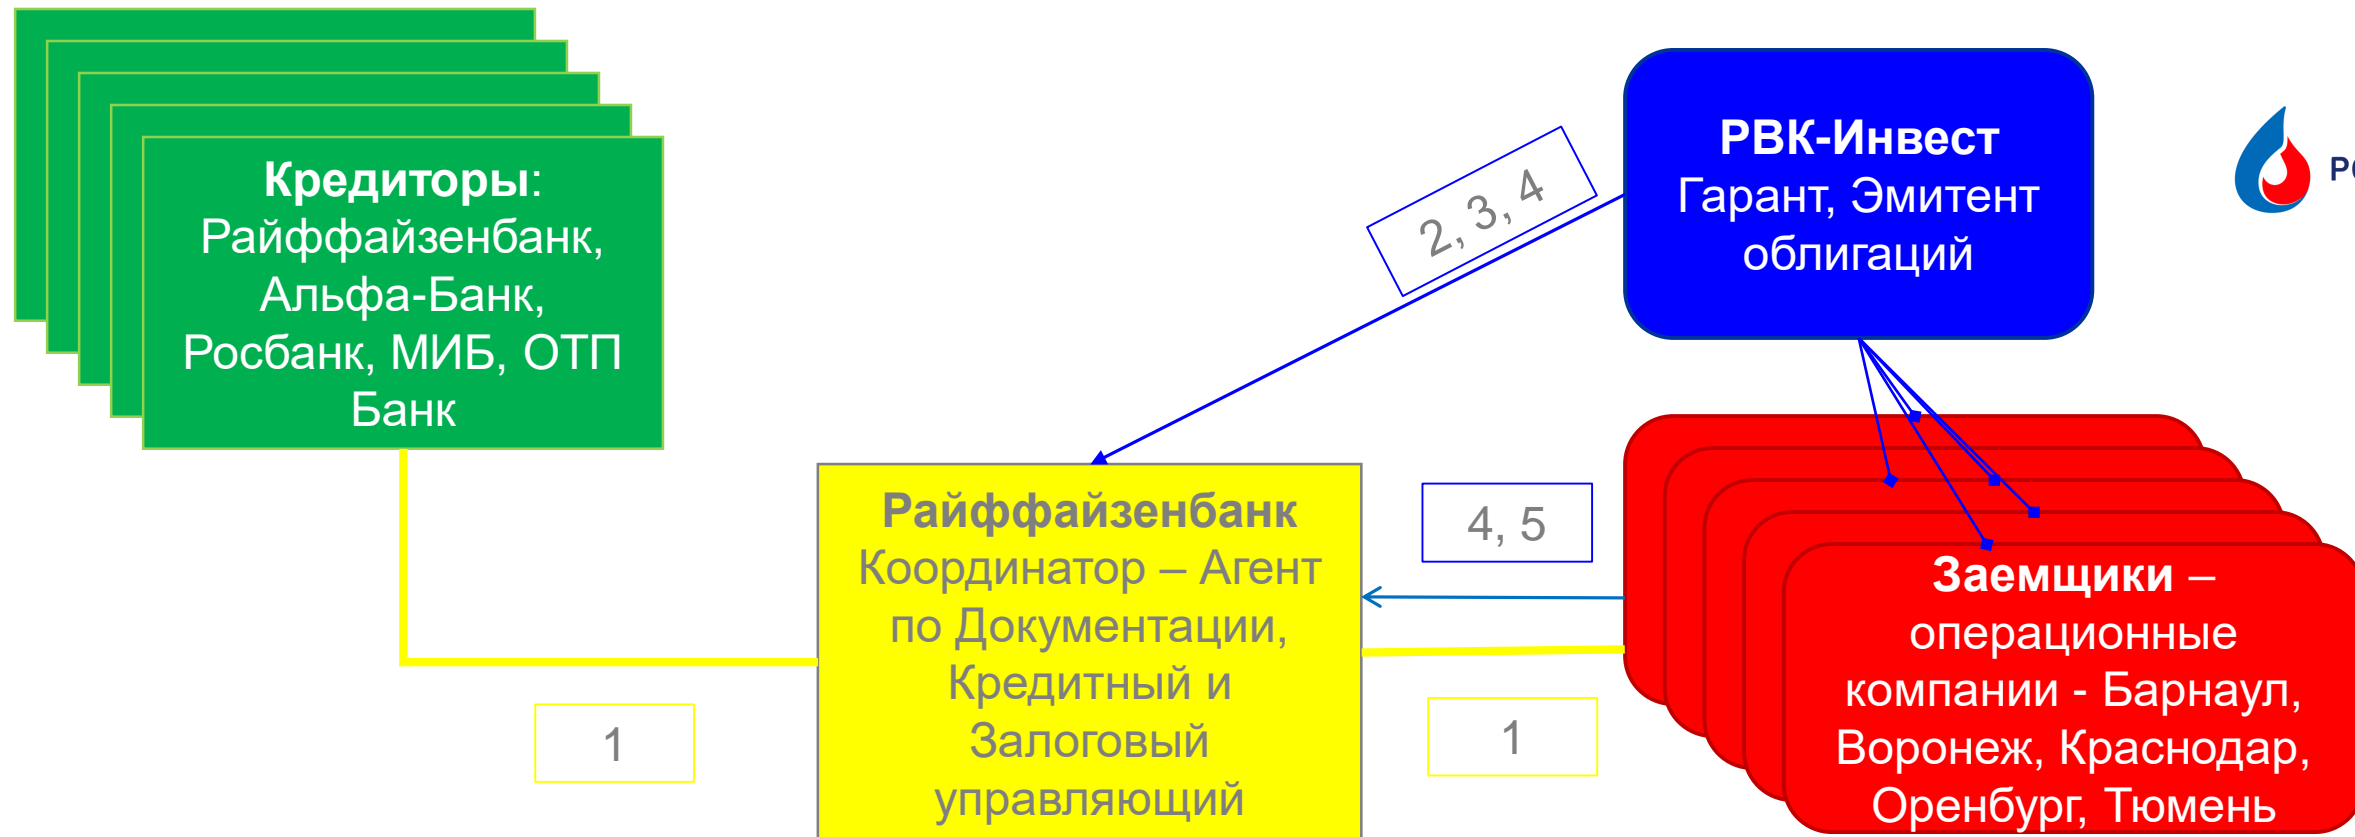 Кредиторы:
Райффайзенбанк,
Альфа-Банк,
Росбанк, МИБ, ОТП
Банк
2, 3, 4
РВК-Инвест
Гарант, Эмитент
облигаций
Райффайзенбанк
Координатор – Агент
по Документации,
Кредитный и
Залоговый
управляющий
4, 5
1
1
Заемщики –
операционные
компании - Барнаул,
Воронеж, Краснодар,
Оренбург, Тюмень